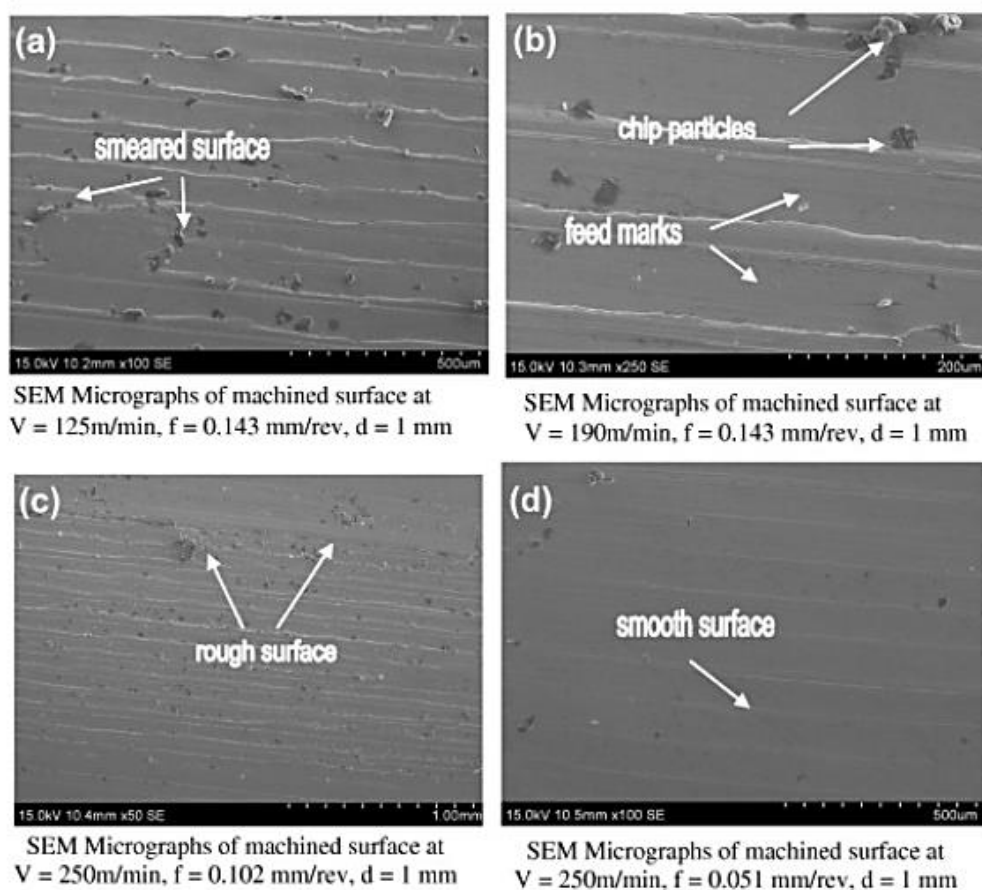 (a)
smeared surface
15.0kV 10.2mm x100 SE 500um
SEM Micrographs of machined surface at
V = 125m/min, f = 0.143 mm/rev, d = 1 mm
(b)
chip particles
feed marks
15.0kV 10.3mm x250 SE 200um
SEM Micrographs of machined surface at
V = 190m/min, f = 0.143 mm/rev, d = 1 mm
(c)
rough surface
15.0kV 10.4mm x50 SE 1.00mm
SEM Micrographs of machined surface at
V = 250m/min, f = 0.102 mm/rev, d = 1 mm
(d)
smooth surface
15.0kV 10.5mm x100 SE 500um
SEM Micrographs of machined surface at
V = 250m/min, f = 0.051 mm/rev, d = 1 mm